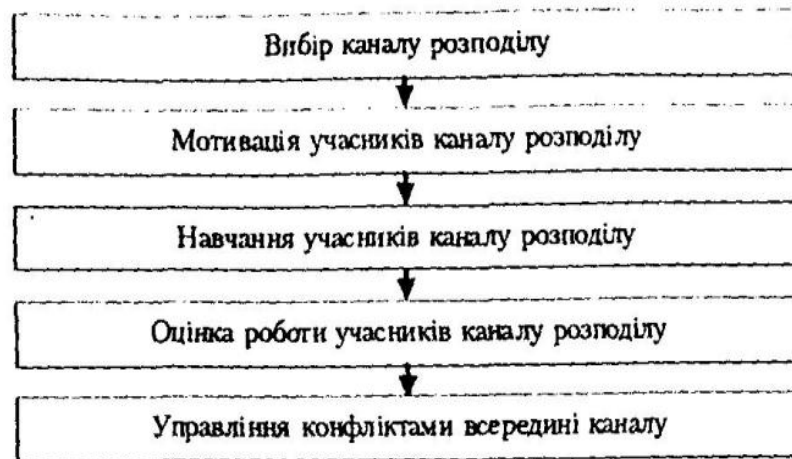 Вибір каналу розподілу
Мотивація учасників каналу розподілу
Навчання учасників каналу розподілу
Оцінка роботи учасників каналу розподілу
Управління конфліктами всередині каналу